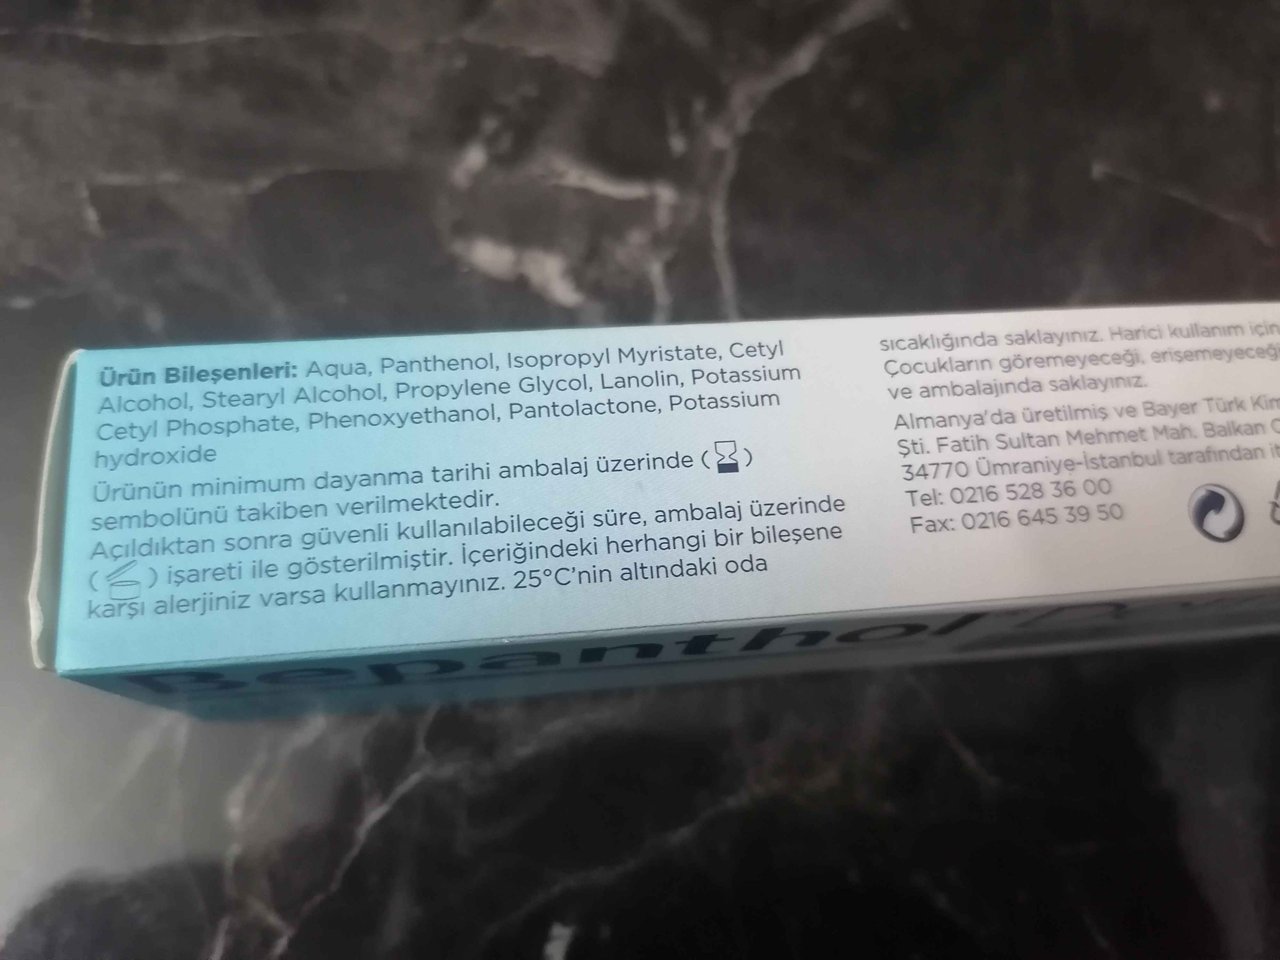 Ürün Bileşenleri: Aqua, Panthenol, Isopropyl Myristate, Cetyl
Alcohol, Stearyl Alcohol, Propylene Glycol, Lanolin, Potassium
Cetyl Phosphate, Phenoxyethanol, Pantolactone, Potassium
hydroxide
Ürünün minimum dayanma tarihi ambalaj üzerinde ( )
sembolünü takiben verilmektedir.
Açıldıktan sonra güvenli kullanılabileceği süre, ambalaj üzerinde
( ) işareti ile gösterilmiştir. İçeriğindeki herhangi bir bileşene
karşı alerjiniz varsa kullanmayınız. 25°C'nin altındaki oda
sıcaklığında saklayınız. Harici kullanım için
Çocukların göremeyeceği, erişemeyeceği
ve ambalajında saklayınız.
Almanya'da üretilmiş ve Bayer Türk Kim
Şti. Fatih Sultan Mehmet Mah. Balkan
34770 Ümraniye-İstanbul tarafından it
Tel: 0216 528 36 00
Fax: 0216 645 39 50
Bepanthol